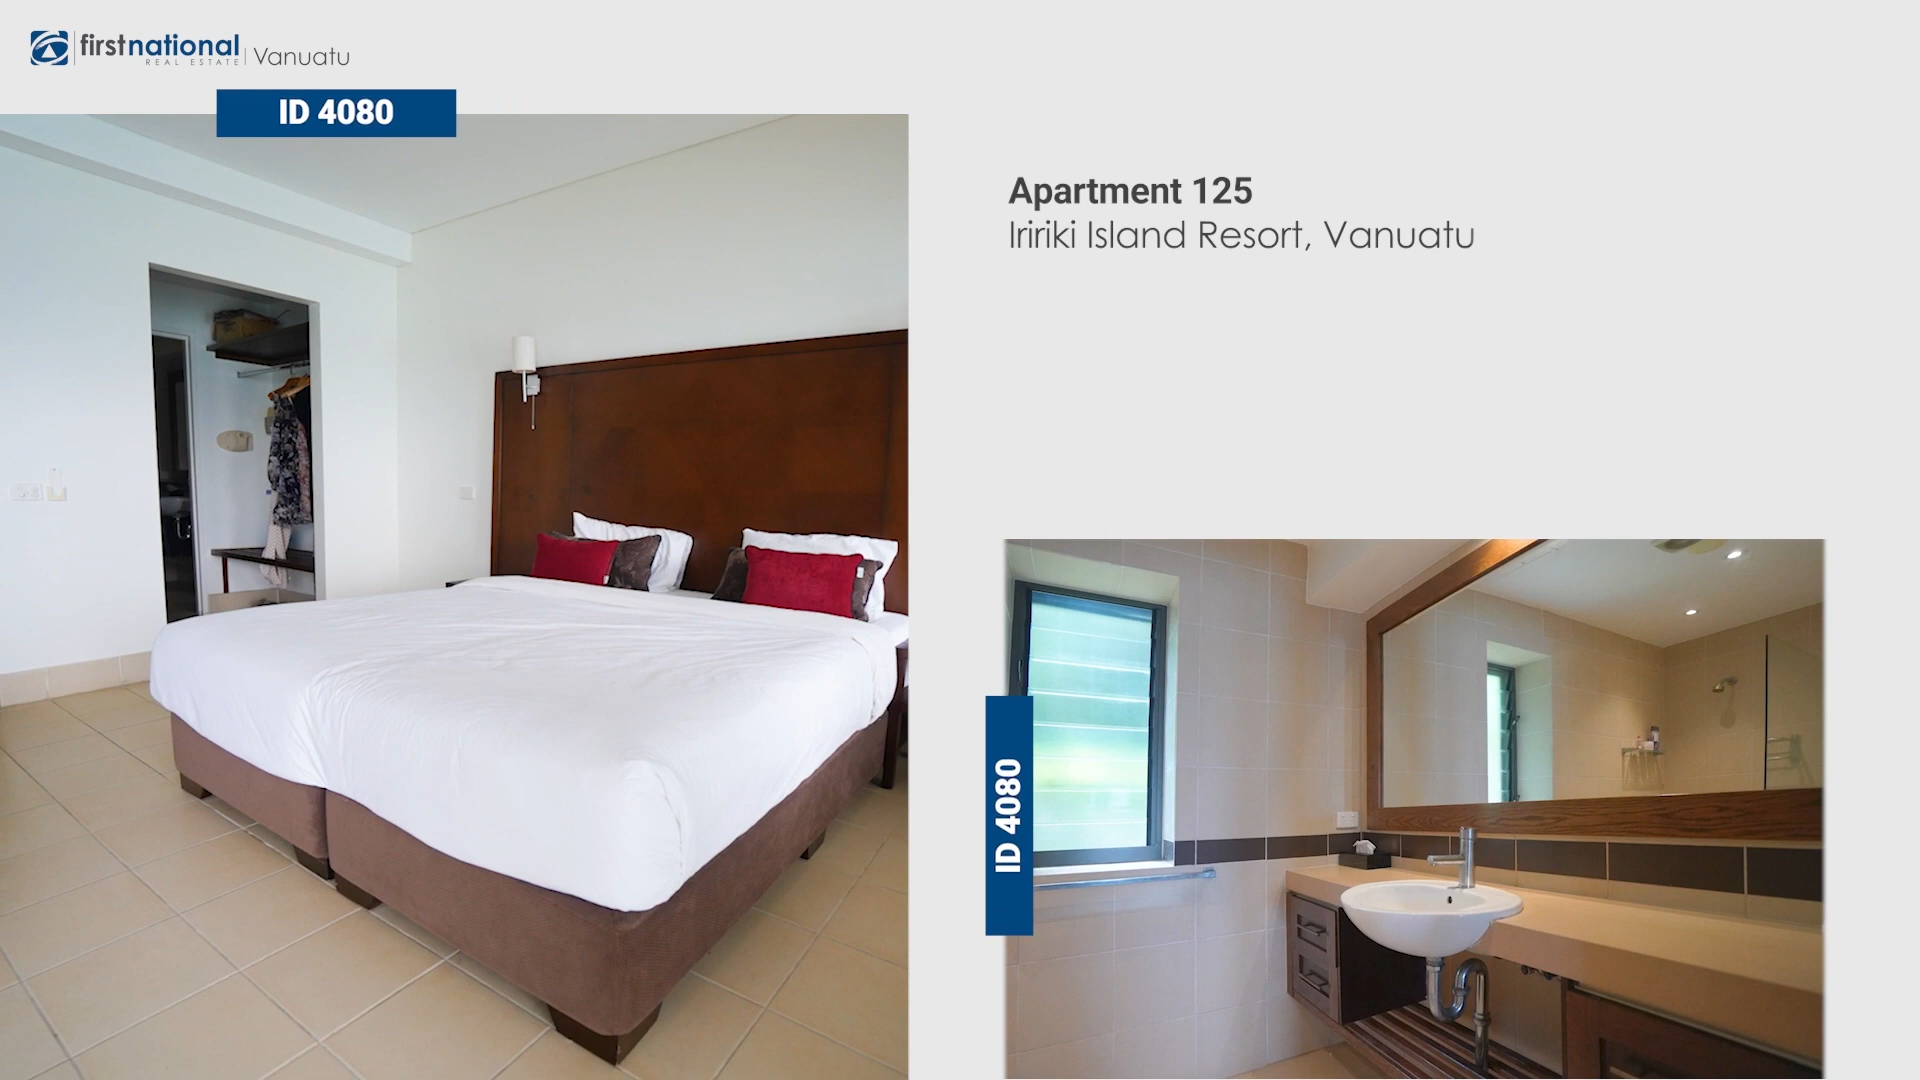 firstnational
REAL ESTATE
Vanuatu
ID 4080
Apartment 125
Iririki Island Resort, Vanuatu
ID 4080